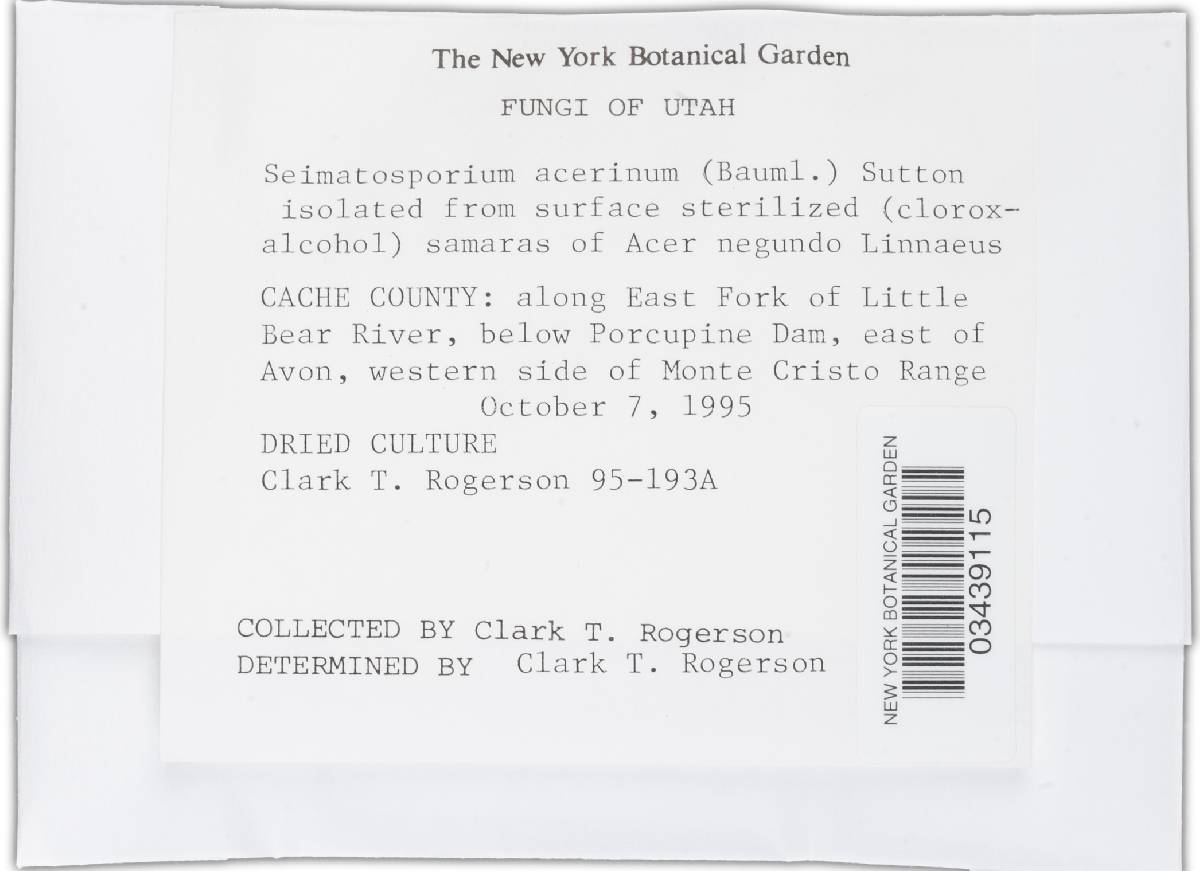 The New York Botanical Garden
FUNGI OF UTAH
Seimatosporium acerinum (Bauml.) Sutton
isolated from surface sterilized (clorox-
alcohol) samaras of Acer negundo Linnaeus
CACHE COUNTY: along East Fork of Little
Bear River, below Porcupine Dam, east of
Avon, western side of Monte Cristo Range
October 7, 1995
DRIED CULTURE
Clark T. Rogerson 95-193A
COLLECTED BY Clark T. Rogerson
DETERMINED BY Clark T. Rogerson
NEW YORK BOTANICAL GARDEN
03439115